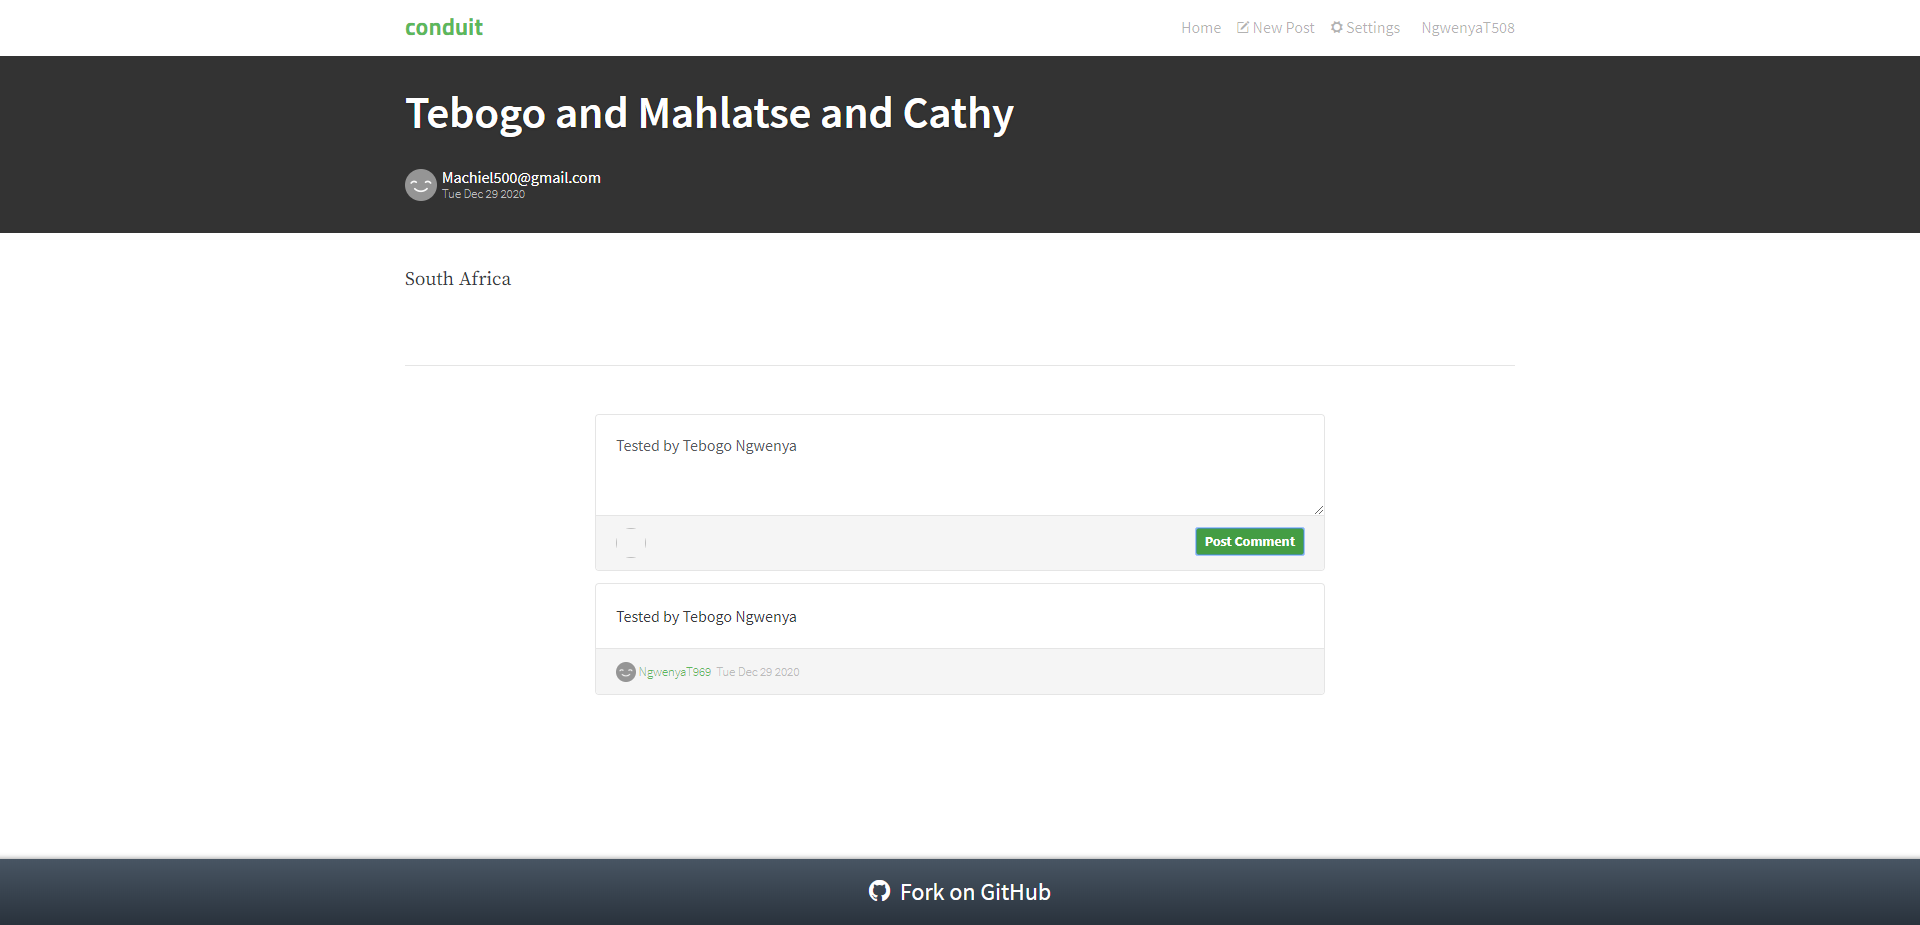 conduit
Home New Post Settings NgwenyaT508
Tebogo and Mahlatse and Cathy
Machiel500@gmail.com
Tue Dec 29 2020
South Africa
Tested by Tebogo Ngwenya
Post Comment
Tested by Tebogo Ngwenya
NgwenyaT969 Tue Dec 29 2020
Fork on GitHub